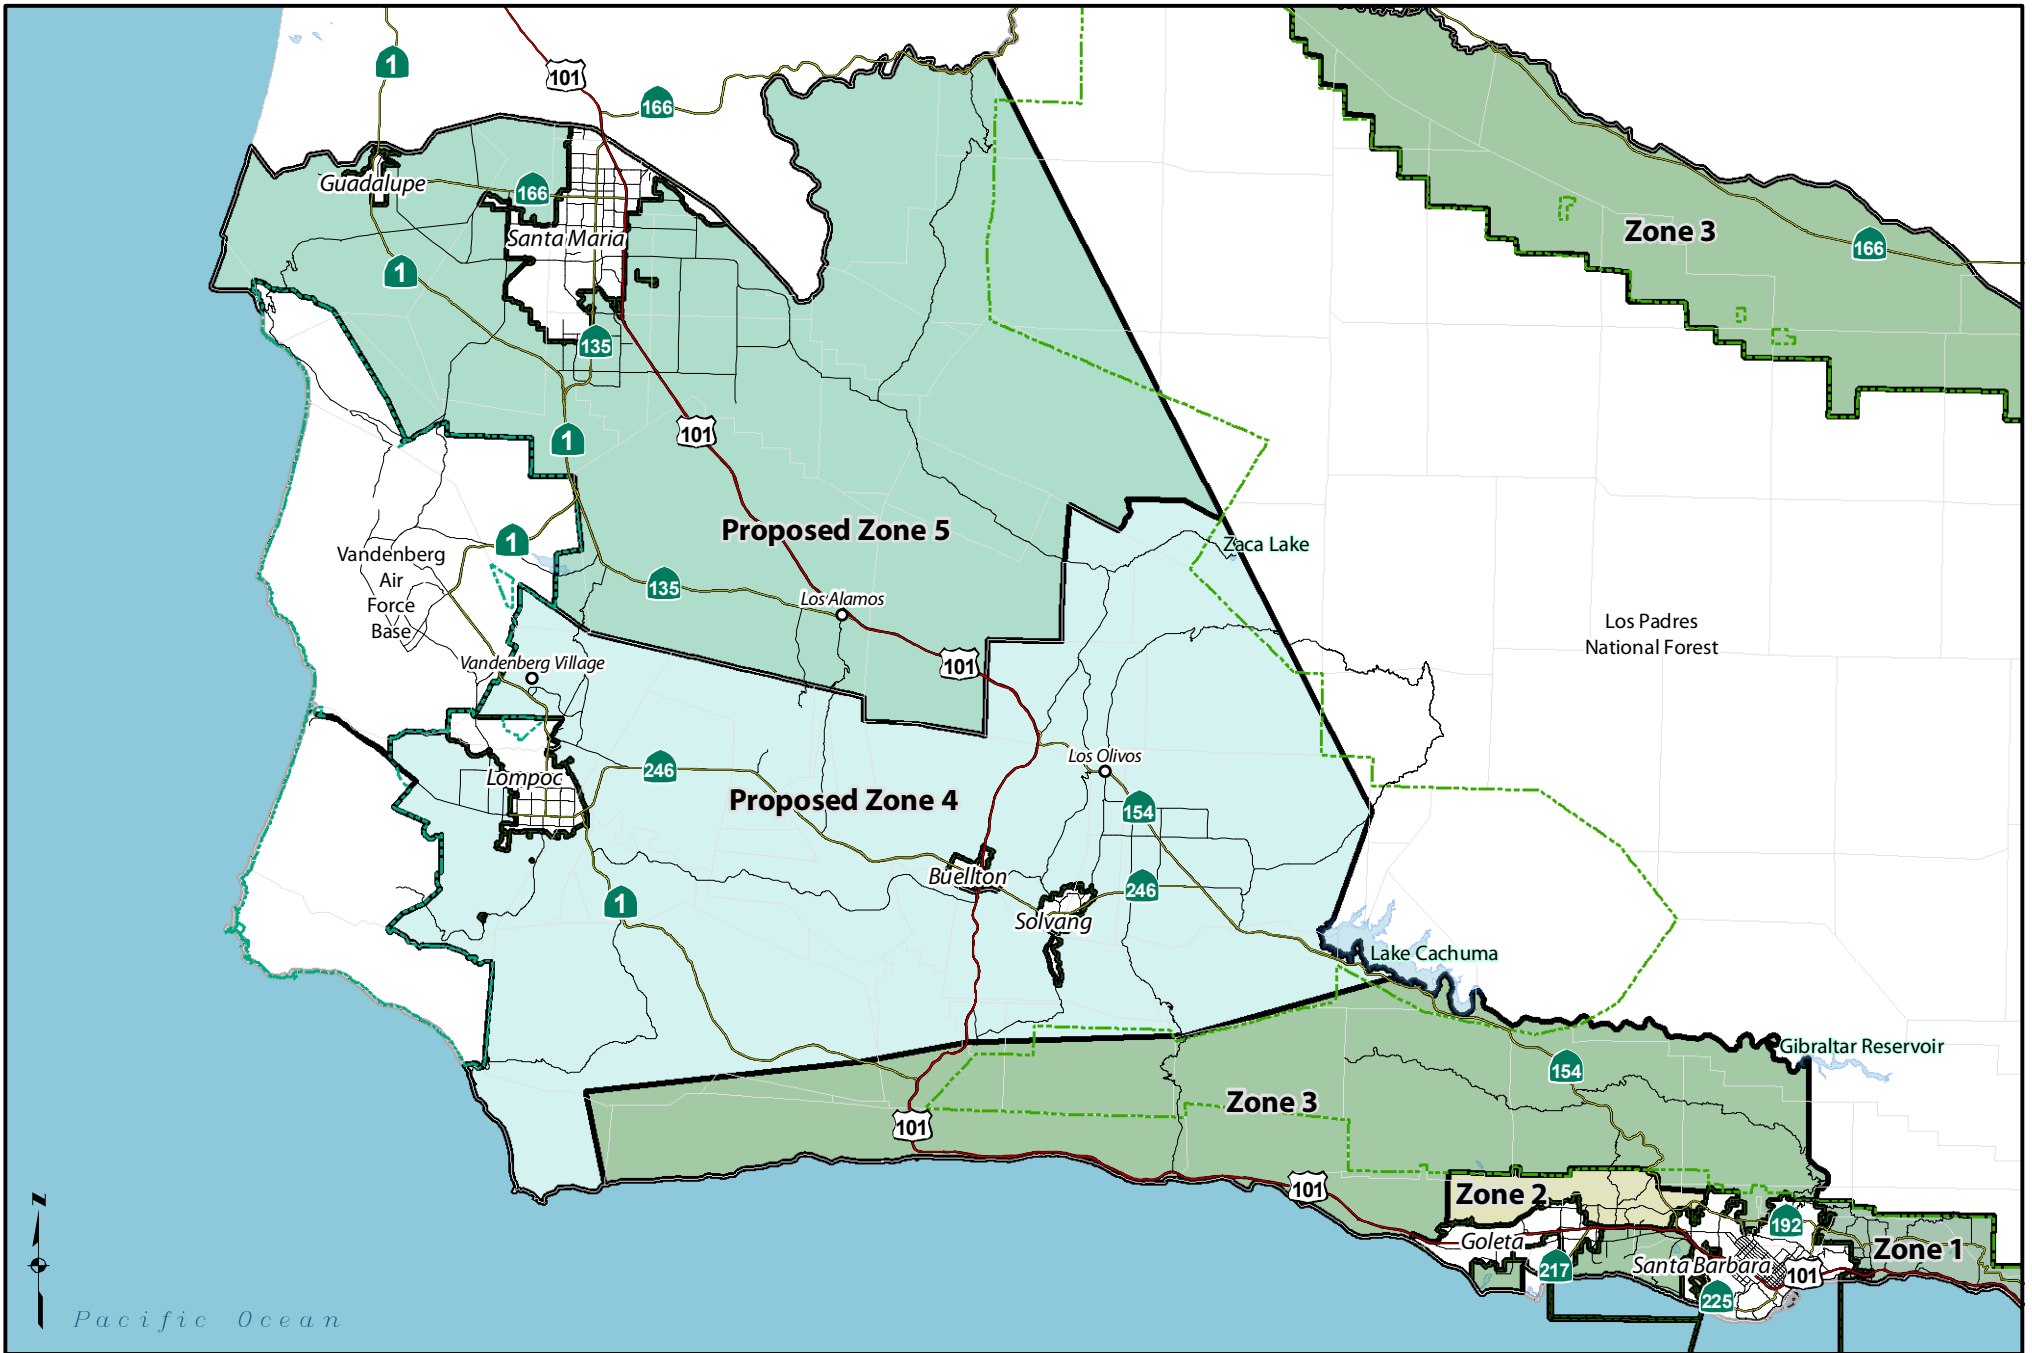 1
101
166
Guadalupe
166
Santa Maria
Zone 3
166
1
135
101
1
Proposed Zone 5
1
Zaca Lake
Vandenberg
Air
Force
Base
135
Los Alamos
Los Padres
National Forest
101
Vandenberg Village
Los Olivos
246
Lompoc
Proposed Zone 4
154
Buellton
246
1
Solvang
Lake Cachuma
Gibraltar Reservoir
154
Zone 3
101
101
Zone 2
192
Goleta
Zone 1
217
Santa Barbara
101
225
N
Pacific Ocean